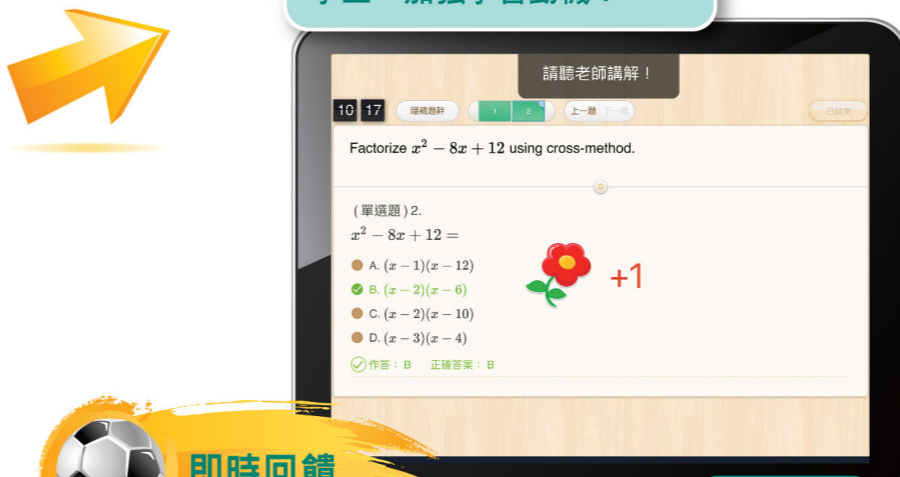 請聽老師講解！
10 17 隱藏題幹 1 2 上一題 下一題 已結束
Factorize x² − 8x + 12 using cross-method.
(單選題) 2.
x² − 8x + 12 =
A. (x − 1)(x − 12)
B. (x − 2)(x − 6)
C. (x − 2)(x − 10)
D. (x − 3)(x − 4)
+1
作答： B 正確答案： B
即時回饋